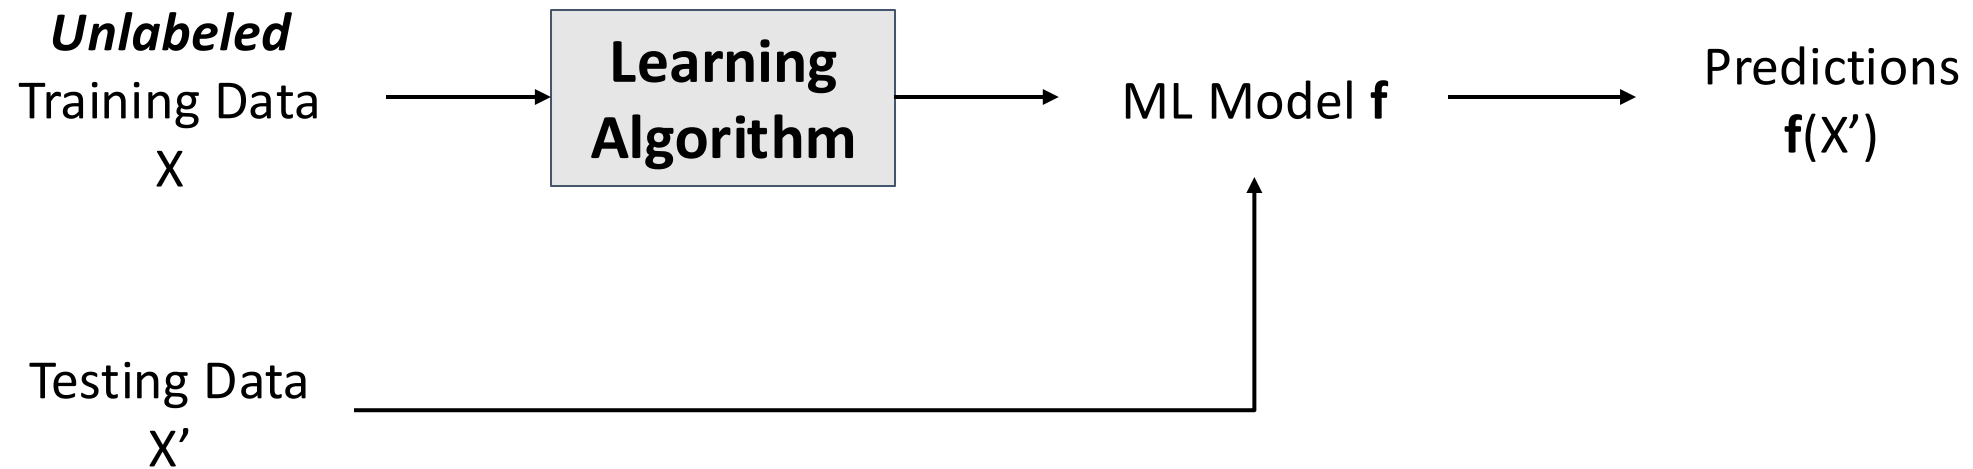 Unlabeled
Training Data
X
Learning
Algorithm
ML Model f
Predictions
f(X’)
Testing Data
X’